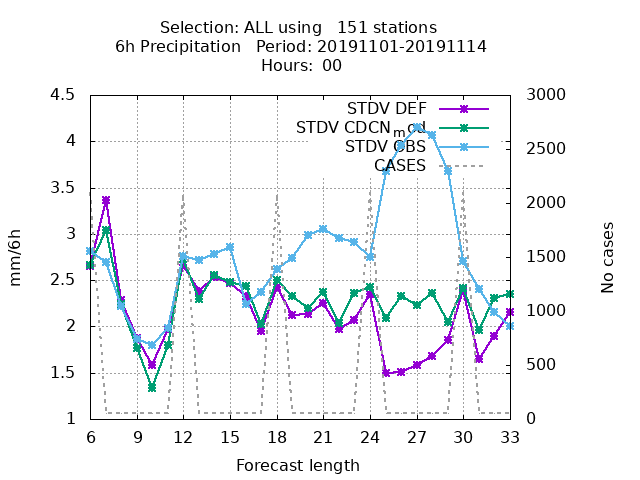 Selection: ALL using 151 stations
6h Precipitation Period: 20191101-20191114
Hours: 00
STDV DEF
STDV CDCN_mod
STDV OBS
CASES
mm/6h
4.5
4
3.5
3
2.5
2
1.5
1
No cases
3000
2500
2000
1500
1000
500
0
6 9 12 15 18 21 24 27 30 33
Forecast length